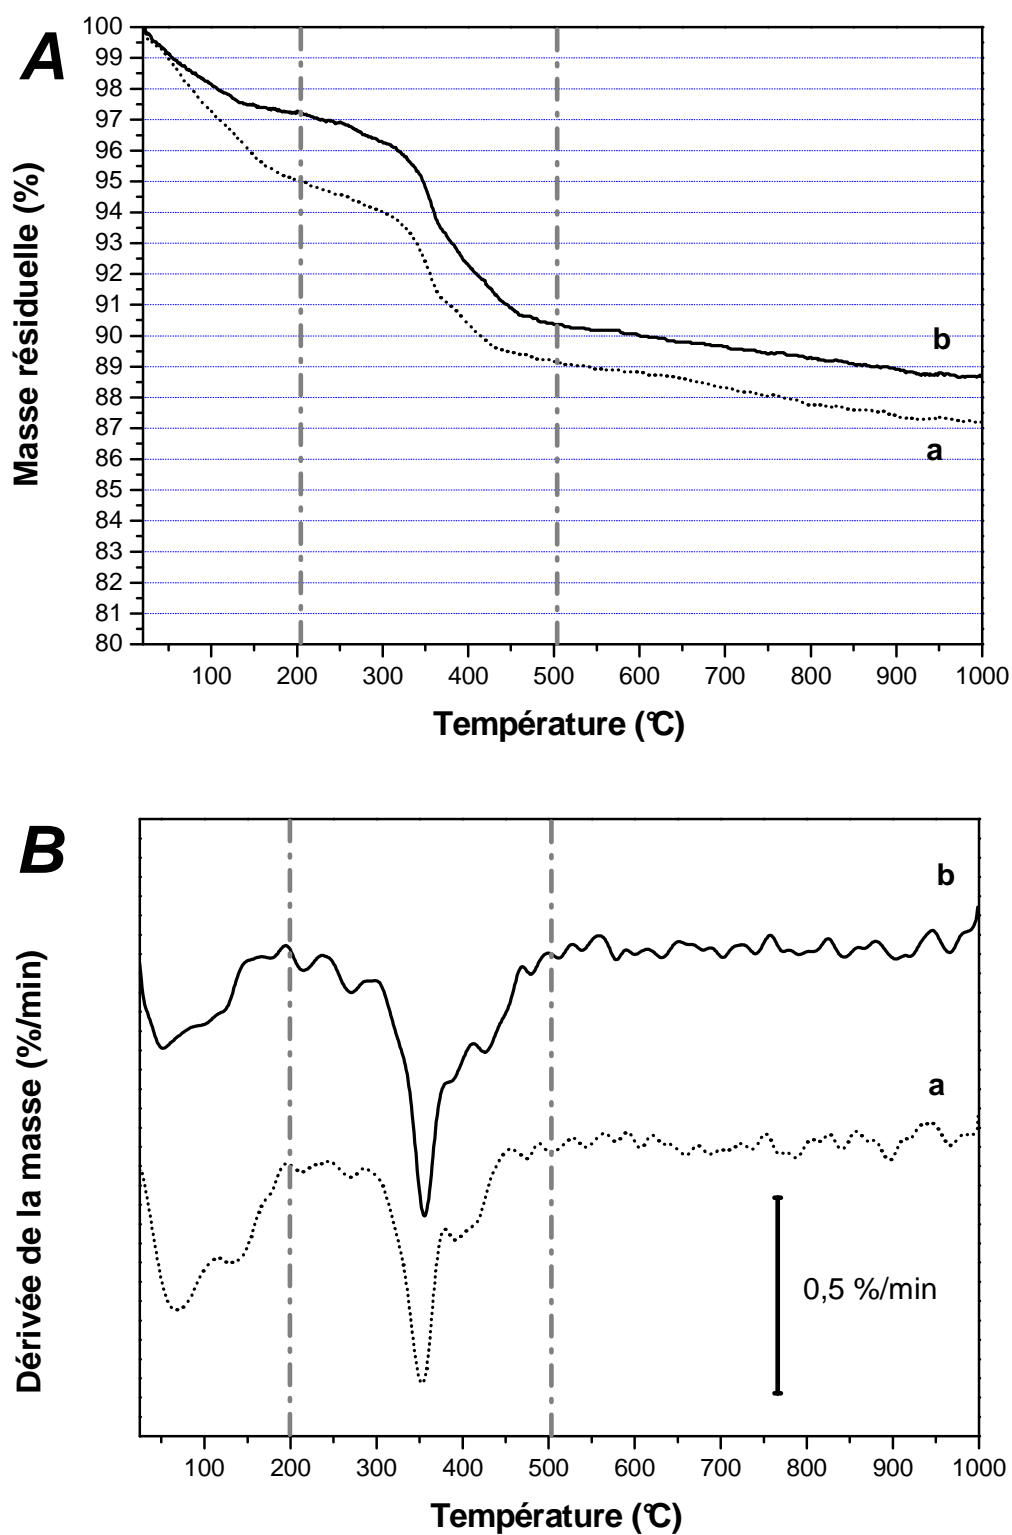 A
100
99
98
97
96
95
94
93
92
91
90
89
88
87
86
85
84
83
82
81
80
Masse résiduelle (%)
b
a
100 200 300 400 500 600 700 800 900 1000
Température (°C)
B
b
a
0,5 %/min
Dérivée de la masse (%/min)
100 200 300 400 500 600 700 800 900 1000
Température (°C)